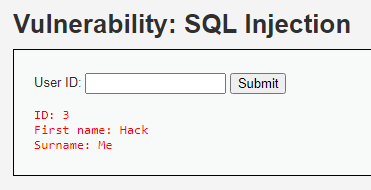 Vulnerability: SQL Injection
User ID: Submit
ID: 3
First name: Hack
Surname: Me